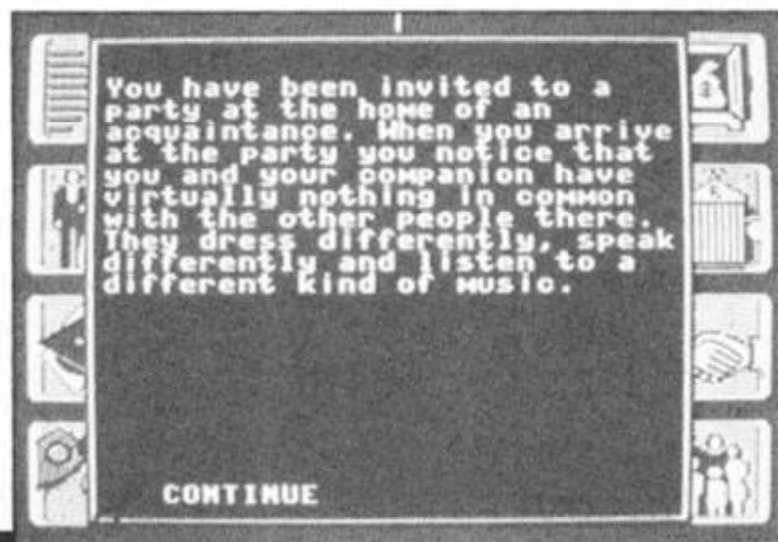 You have been invited to a
party at the home of an
acquaintance. When you arrive
at the party you notice that
you and your companion have
virtually nothing in common
with the other people there.
They dress differently, speak
differently and listen to a
different kind of music.
CONTINUE